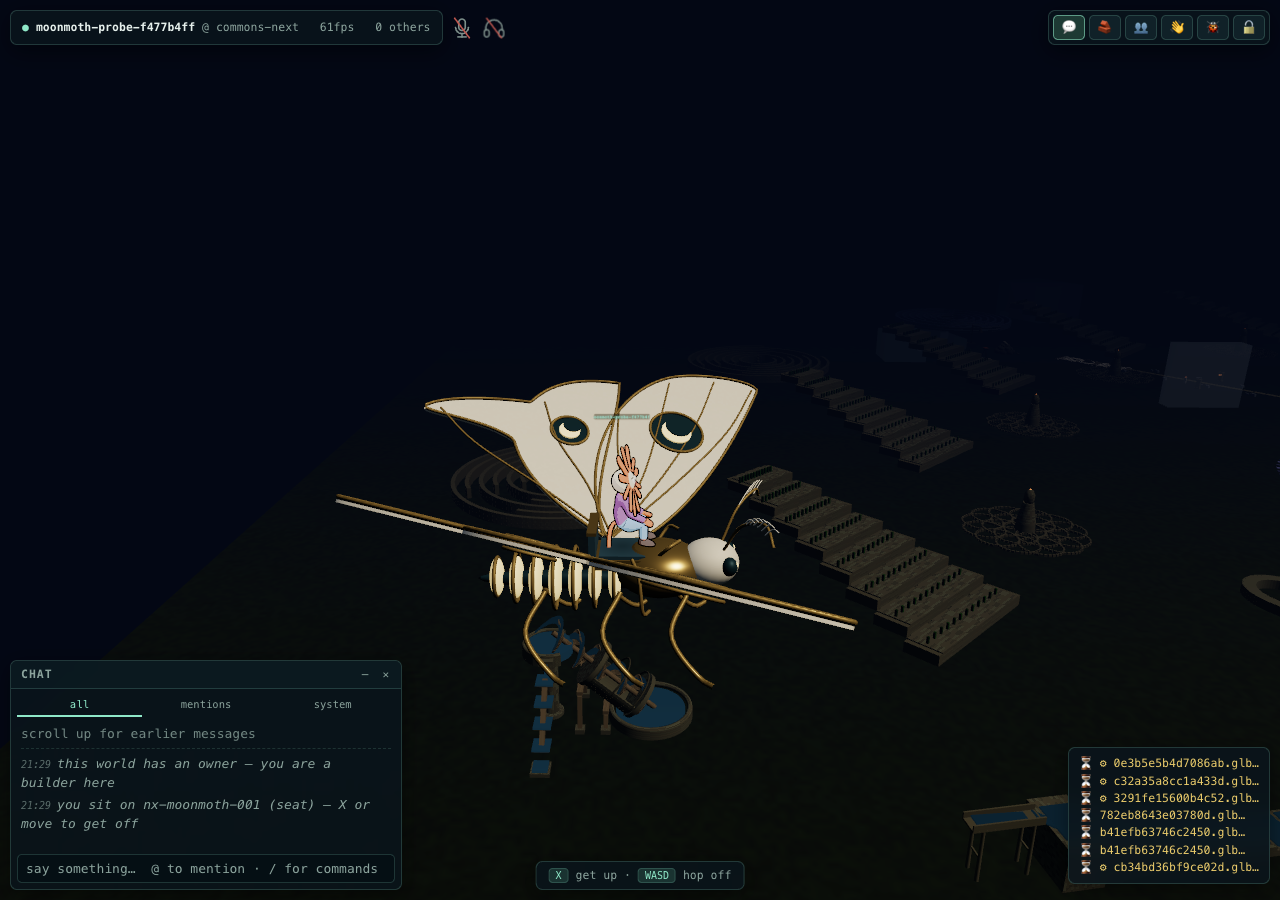 moonmoth-probe-f477b4ff @ commons-next 61fps 0 others
CHAT
all mentions system
scroll up for earlier messages
21:29 this world has an owner — you are a
builder here
21:29 you sit on nx-moonmoth-001 (seat) — X or
move to get off
say something… @ to mention · / for commands
X get up · WASD hop off
0e3b5e5b4d7086ab.glb…
c32a35a8cc1a433d.glb…
3291fe15600b4c52.glb…
782eb8643e03780d.glb…
b41efb63746c2450.glb…
b41efb63746c2450.glb…
cb34bd36bf9ce02d.glb…